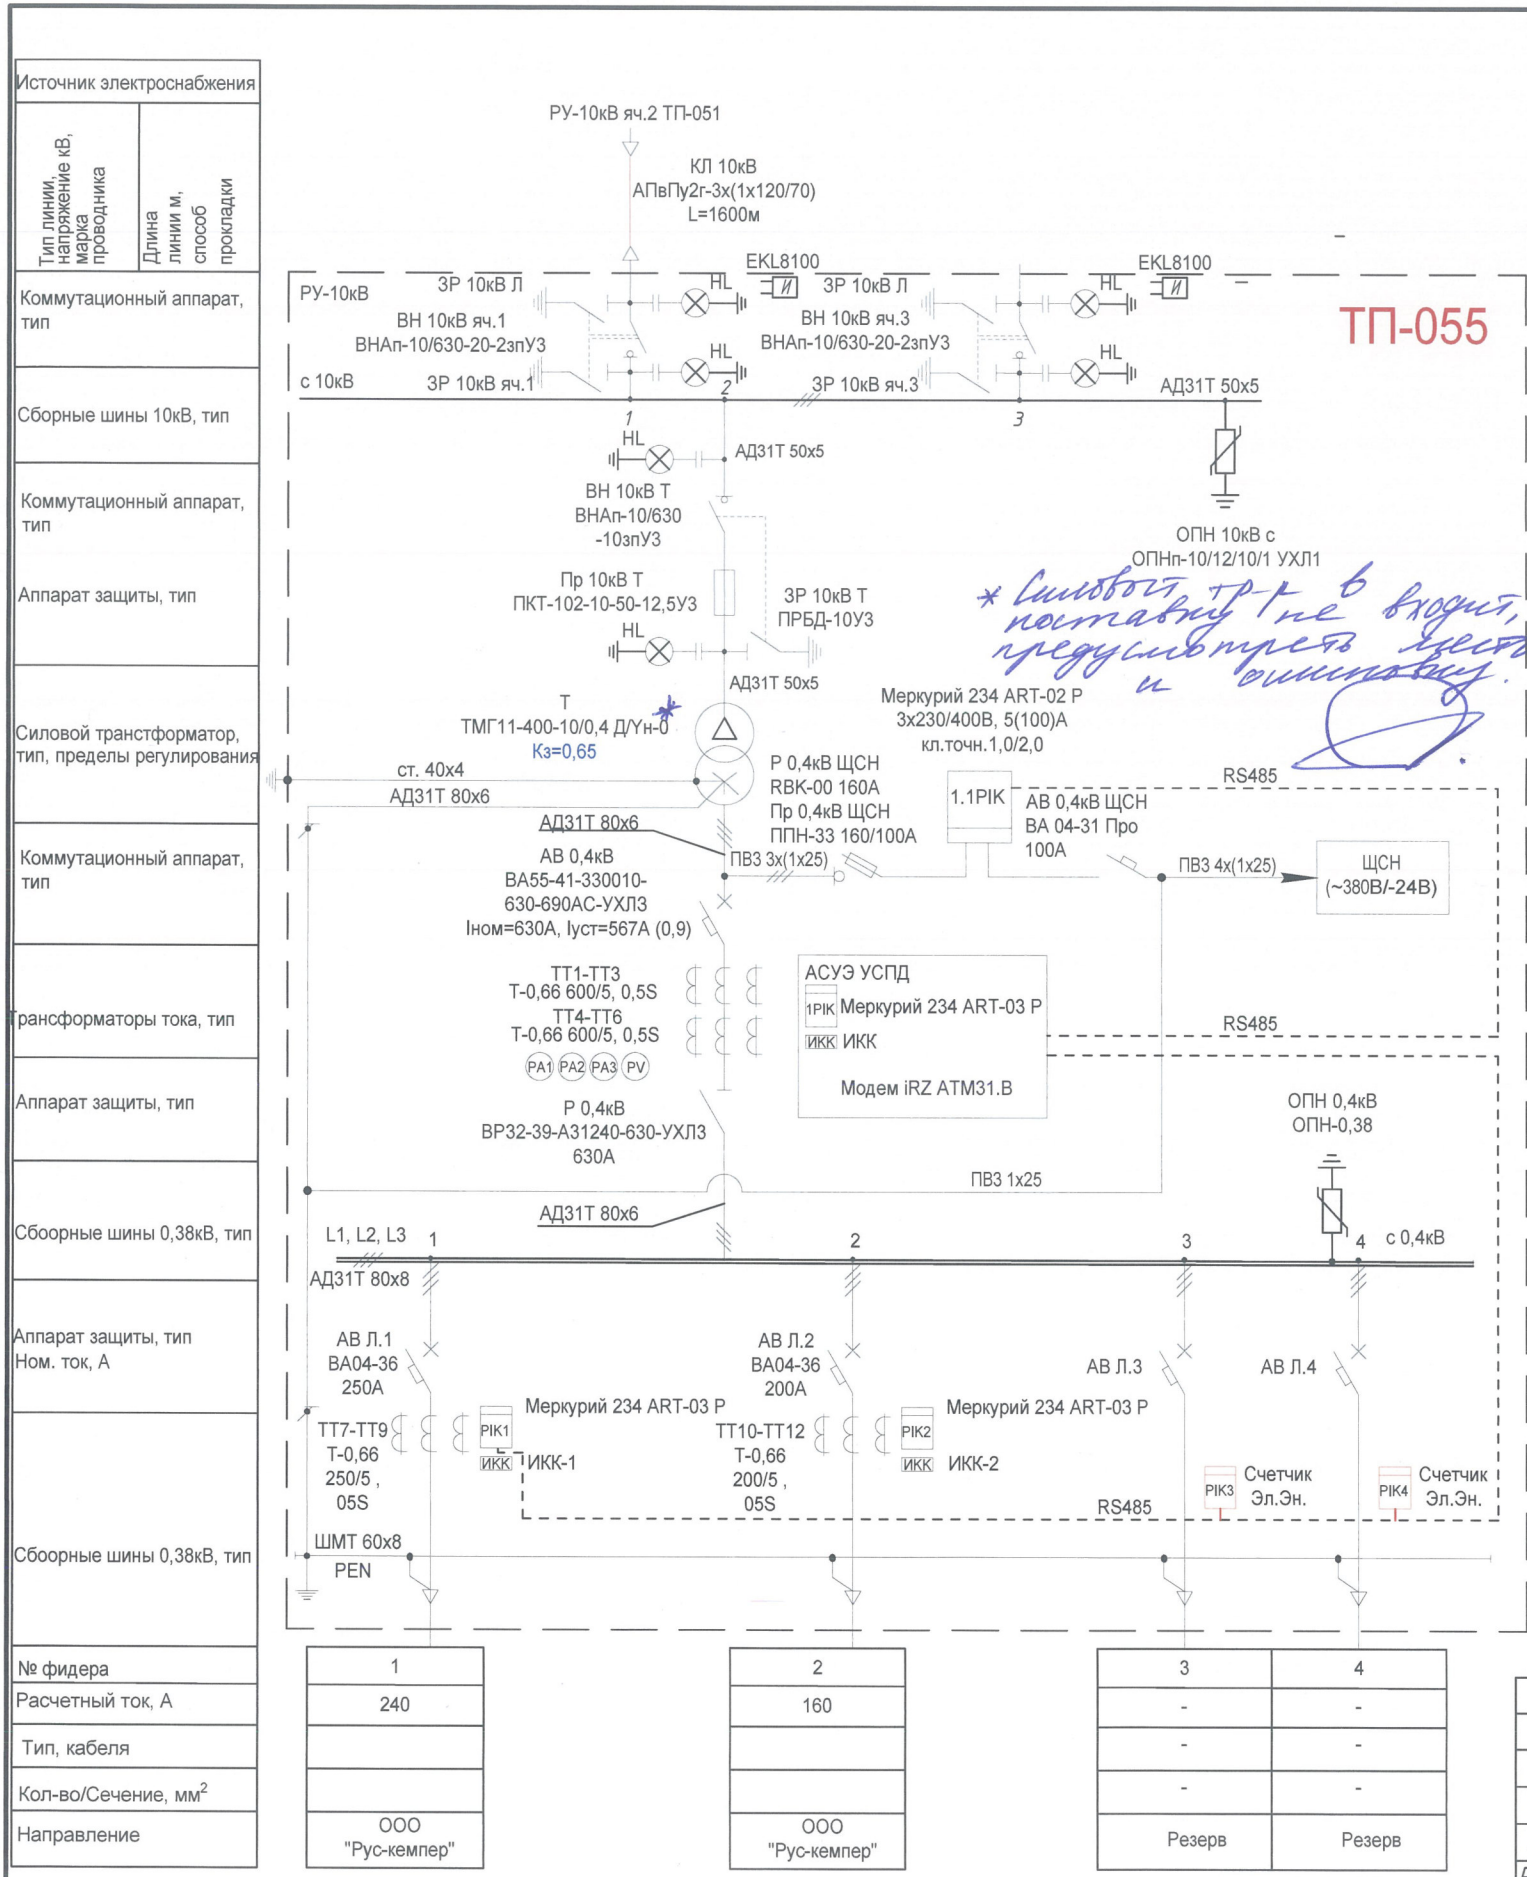 Источник электроснабжения
Тип линии,
напряжение кВ,
марка
проводника
Длина
линии м,
способ
прокладки
Коммутационный аппарат,
тип
Сборные шины 10кВ, тип
Коммутационный аппарат,
тип
Аппарат защиты, тип
Силовой транстформатор,
тип, пределы регулирования
Коммутационный аппарат,
тип
Трансформаторы тока, тип
Аппарат защиты, тип
Сбоорные шины 0,38кВ, тип
Аппарат защиты, тип
Ном. ток, А
Сбоорные шины 0,38кВ, тип
РУ-10кВ яч.2 ТП-051
КЛ 10кВ
АПвПу2г-3х(1х120/70)
L=1600м
ТП-055
РУ-10кВ
ЗР 10кВ Л
HL
EKL8100
И
ВН 10кВ яч.1
ВНАп-10/630-20-2зпУ3
HL
ЗР 10кВ яч.1
ЗР 10кВ Л
HL
EKL8100
И
ВН 10кВ яч.3
ВНАп-10/630-20-2зпУ3
HL
ЗР 10кВ яч.3
с 10кВ
АД31Т 50х5
1
2
3
HL
АД31Т 50х5
ВН 10кВ Т
ВНАп-10/630
-10зпУ3
ОПН 10кВ с
ОПНп-10/12/10/1 УХЛ1
Пр 10кВ Т
ПКТ-102-10-50-12,5У3
ЗР 10кВ Т
ПРБД-10У3
HL
АД31Т 50х5
* Силовой тр-р в
поставку не входит,
предусмотреть место
и ошиновку.
Т
ТМГ11-400-10/0,4 Д/Yн-0
*
Кз=0,65
Меркурий 234 ART-02 P
3х230/400В, 5(100)А
кл.точн.1,0/2,0
ст. 40х4
АД31Т 80х6
Р 0,4кВ ЩСН
RBK-00 160А
Пр 0,4кВ ЩСН
ППН-33 160/100А
1.1PIK
RS485
АВ 0,4кВ ЩСН
ВА 04-31 Про
100А
АД31Т 80х6
ПВ3 3х(1х25)
ПВ3 4х(1х25)
ЩСН
(~380В/-24В)
АВ 0,4кВ
ВА55-41-330010-
630-690АС-УХЛ3
Iном=630А, Iуст=567А (0,9)
ТТ1-ТТ3
Т-0,66 600/5, 0,5S
ТТ4-ТТ6
Т-0,66 600/5, 0,5S
PA1 PA2 PA3 PV
АСУЭ УСПД
1PIK Меркурий 234 ART-03 P
ИКК ИКК
Модем iRZ ATM31.B
RS485
Р 0,4кВ
ВР32-39-А31240-630-УХЛ3
630А
ОПН 0,4кВ
ОПН-0,38
ПВ3 1х25
АД31Т 80х6
L1, L2, L3
1
2
3
4
с 0,4кВ
АД31Т 80х8
АВ Л.1
ВА04-36
250А
АВ Л.2
ВА04-36
200А
АВ Л.3
АВ Л.4
ТТ7-ТТ9
Т-0,66
250/5 ,
05S
PIK1
Меркурий 234 ART-03 P
ИКК ИКК-1
ТТ10-ТТ12
Т-0,66
200/5 ,
05S
PIK2
Меркурий 234 ART-03 P
ИКК ИКК-2
RS485
PIK3
Счетчик
Эл.Эн.
PIK4
Счетчик
Эл.Эн.
ШМТ 60х8
PEN
№ фидера 1 2 3 4
Расчетный ток, А 240 160 - -
Тип, кабеля - -
Кол-во/Сечение, мм² - -
Направление ООО "Рус-кемпер" ООО "Рус-кемпер" Резерв Резерв